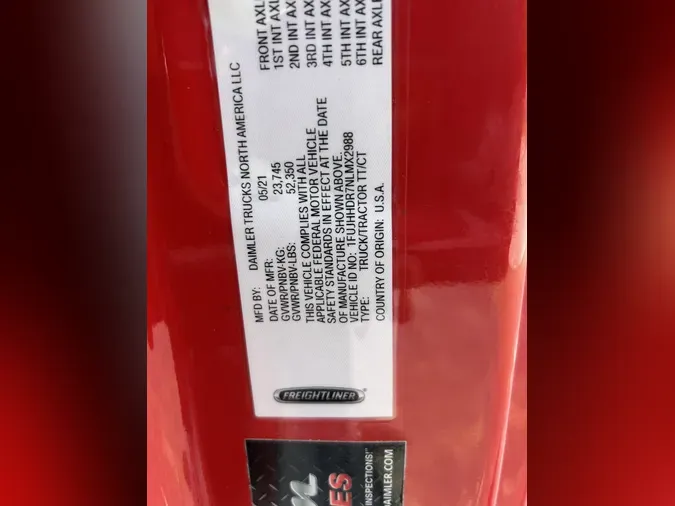 MFD BY: DAIMLER TRUCKS NORTH AMERICA LLC
DATE OF MFR: 05/21
GVWR/PNBV-KG: 23,745
GVWR/PNBV-LBS: 52,350
THIS VEHICLE COMPLIES WITH ALL
APPLICABLE FEDERAL MOTOR VEHICLE
SAFETY STANDARDS IN EFFECT AT THE DATE
OF MANUFACTURE SHOWN ABOVE.
VEHICLE ID NO: 1FUJHHDR7NLMX2988
TYPE: TRUCK/TRACTOR TT/CT
COUNTRY OF ORIGIN: U.S.A.
FRONT AXL
1ST INT AX
2ND INT AX
3RD INT AX
4TH INT AX
5TH INT AX
6TH INT AX
REAR AXL
FREIGHTLINER
INSPECTIONS!"
DAIMLER.COM